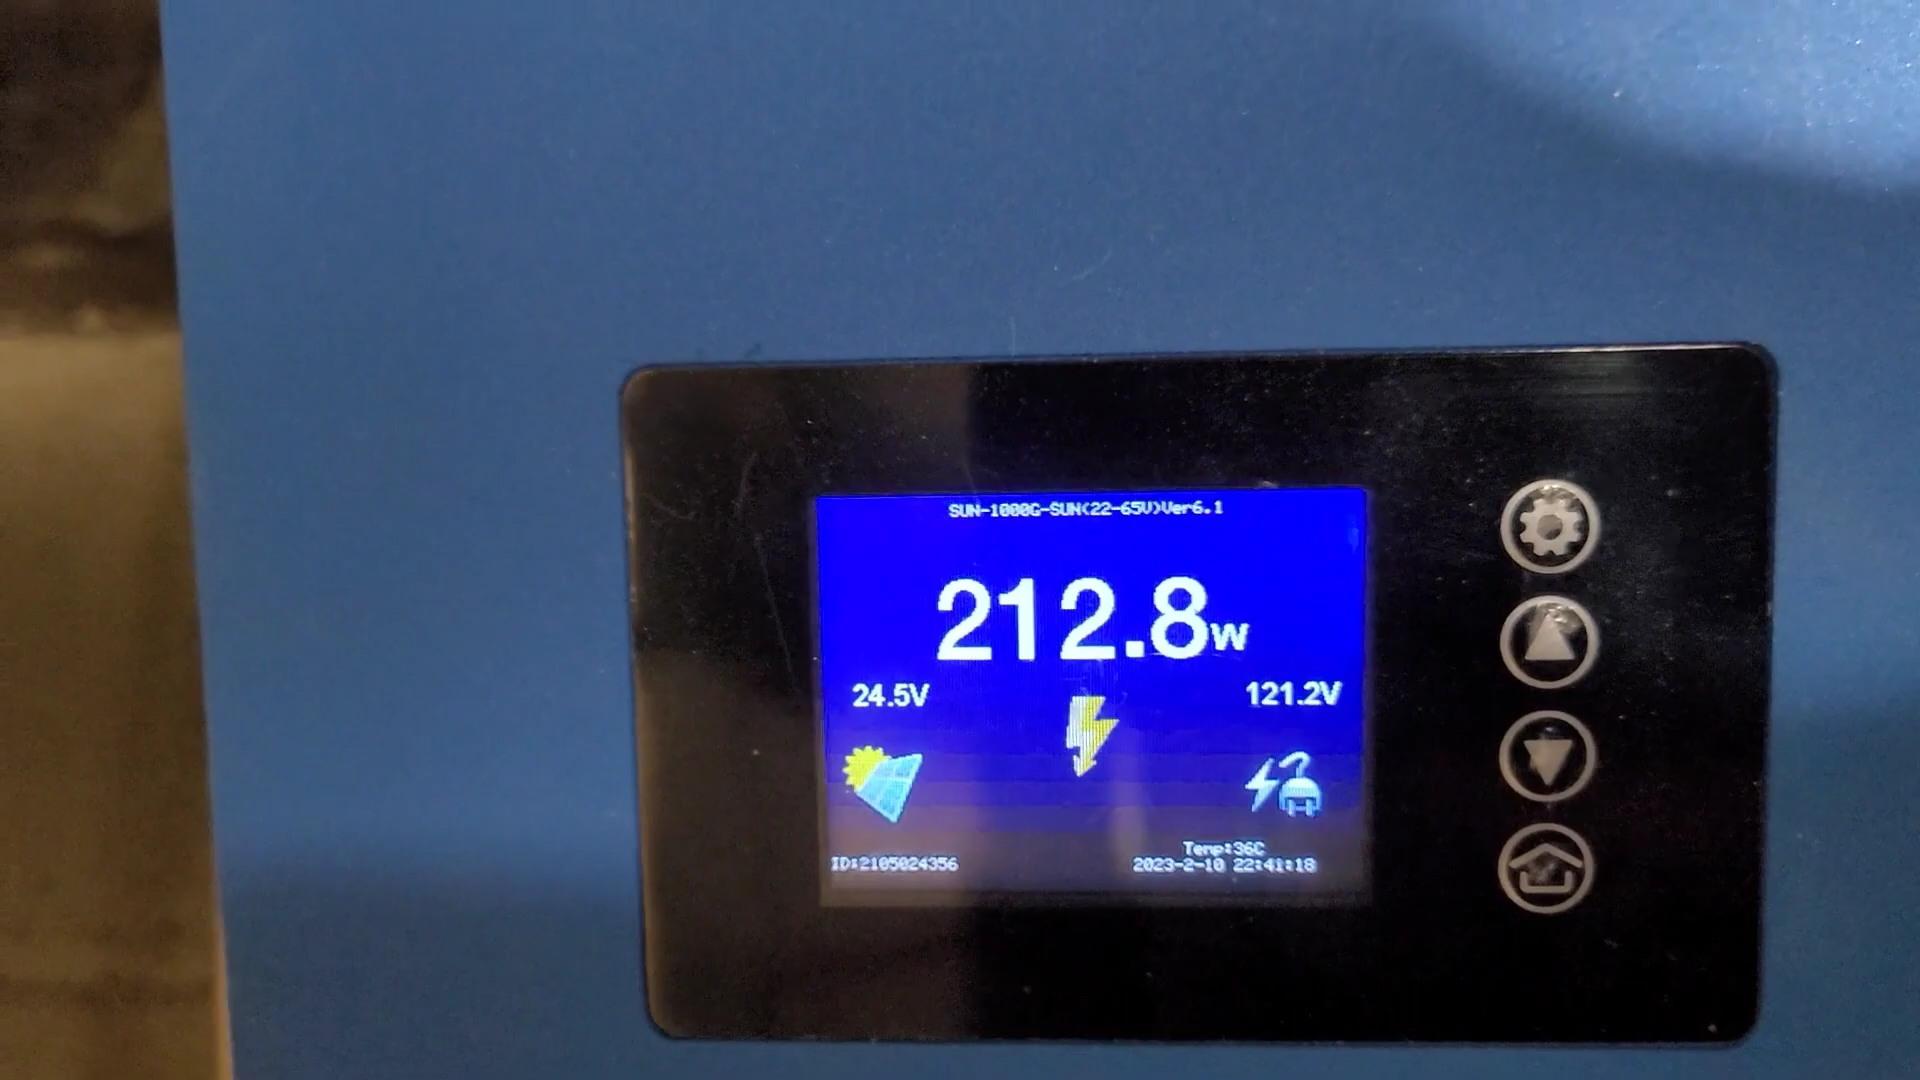 SUN-1000G-SUN(22-65V)Ver6.1
212.8W
24.5V
121.2V
Temp:36C
ID:2105024356
2023-2-10 22:41:18